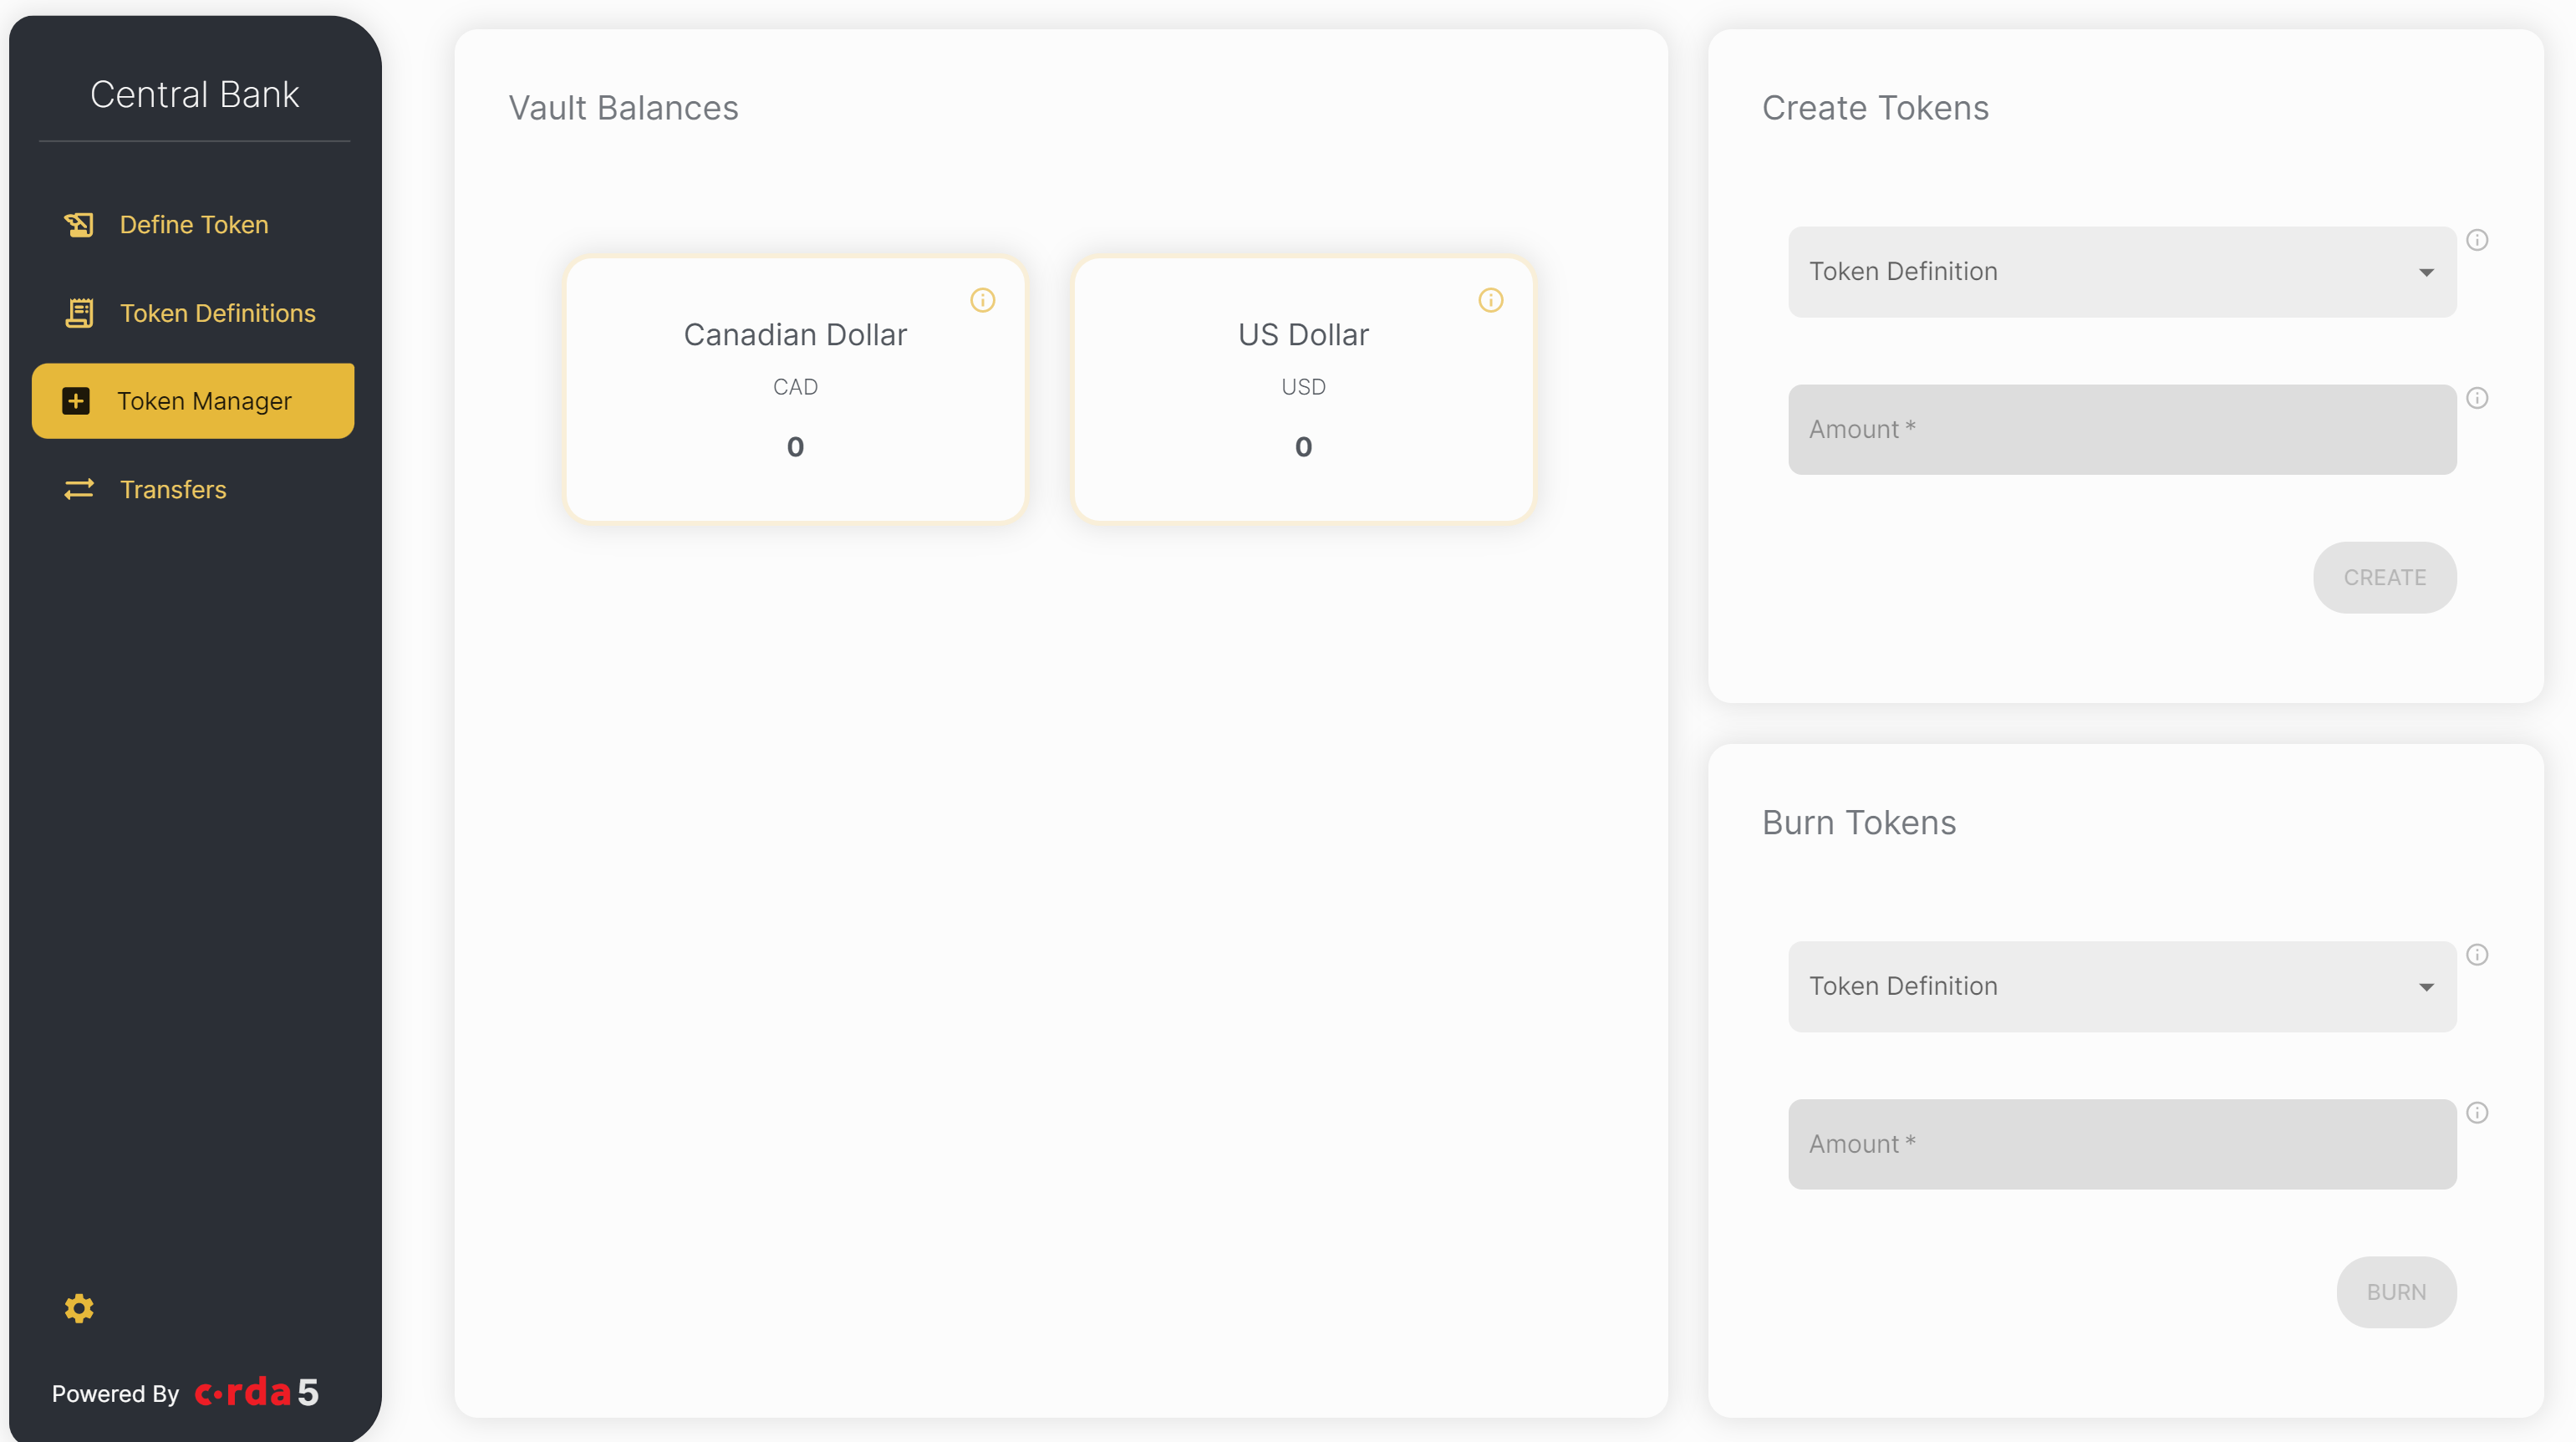 Central Bank
Define Token
Token Definitions
Token Manager
Transfers
Powered By corda 5
Vault Balances
Canadian Dollar
CAD
0
US Dollar
USD
0
Create Tokens
Token Definition
Amount *
CREATE
Burn Tokens
Token Definition
Amount *
BURN